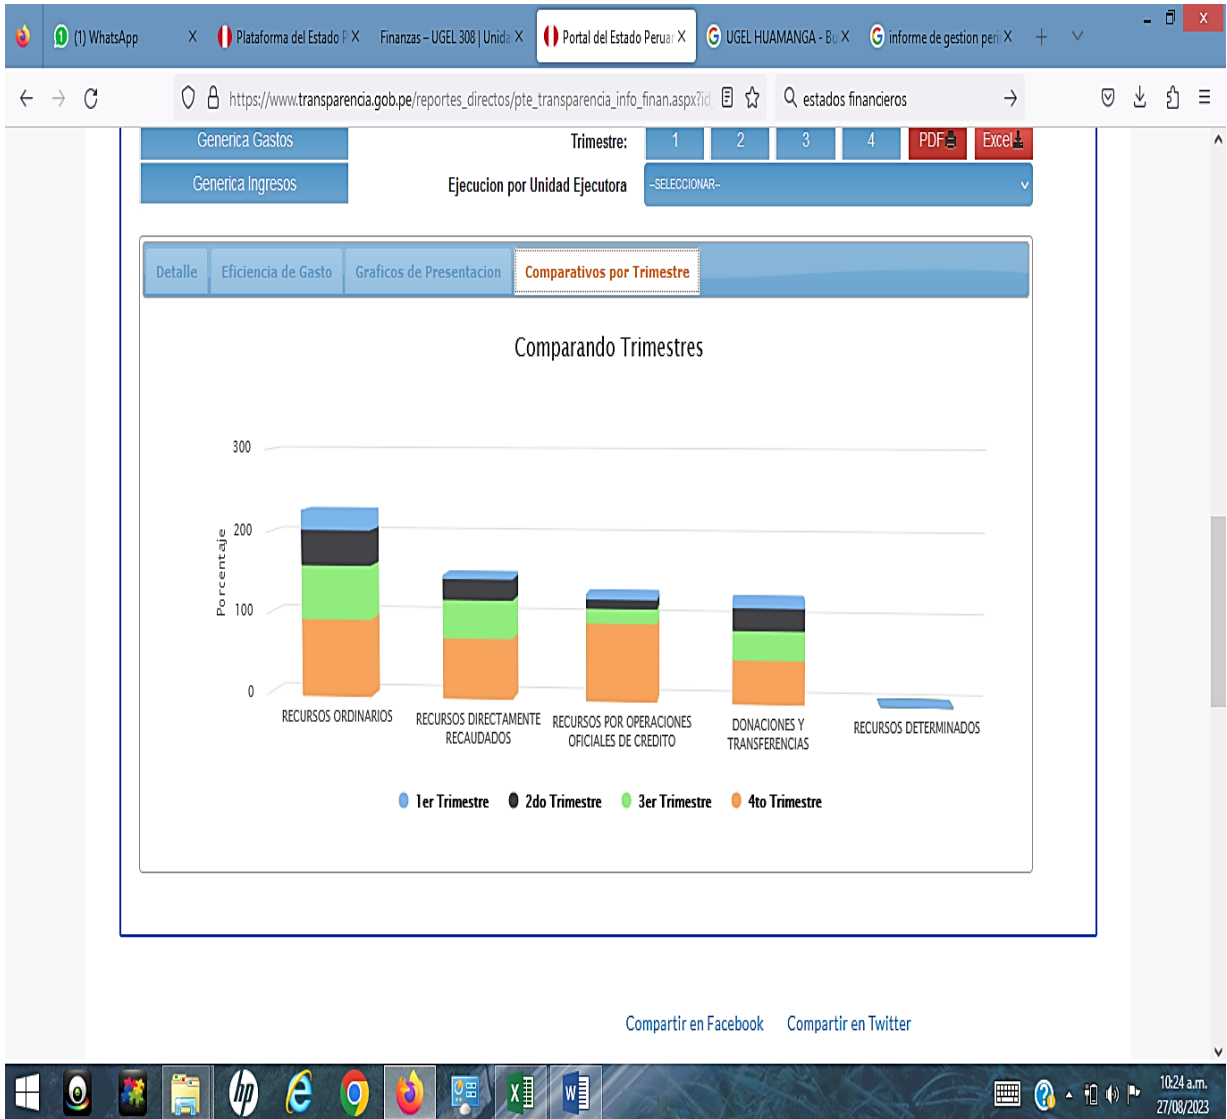 (1) WhatsApp
Plataforma del Estado P
Finanzas – UGEL 308 | Unida
Portal del Estado Peruar
UGEL HUAMANGA - Bu
informe de gestion peri
https://www.transparencia.gob.pe/reportes_directos/pte_transparencia_info_finan.aspx?id
estados financieros
Generica Gastos
Trimestre:
1 2 3 4 PDF Excel
Generica Ingresos
Ejecucion por Unidad Ejecutora
--SELECCIONAR--
Detalle Eficiencia de Gasto Graficos de Presentacion Comparativos por Trimestre
Comparando Trimestres
300
200
100
0
Porcentaje
RECURSOS ORDINARIOS
RECURSOS DIRECTAMENTE
RECAUDADOS
RECURSOS POR OPERACIONES
OFICIALES DE CREDITO
DONACIONES Y
TRANSFERENCIAS
RECURSOS DETERMINADOS
1er Trimestre 2do Trimestre 3er Trimestre 4to Trimestre
Compartir en Facebook Compartir en Twitter
10:24 a.m.
27/08/2023